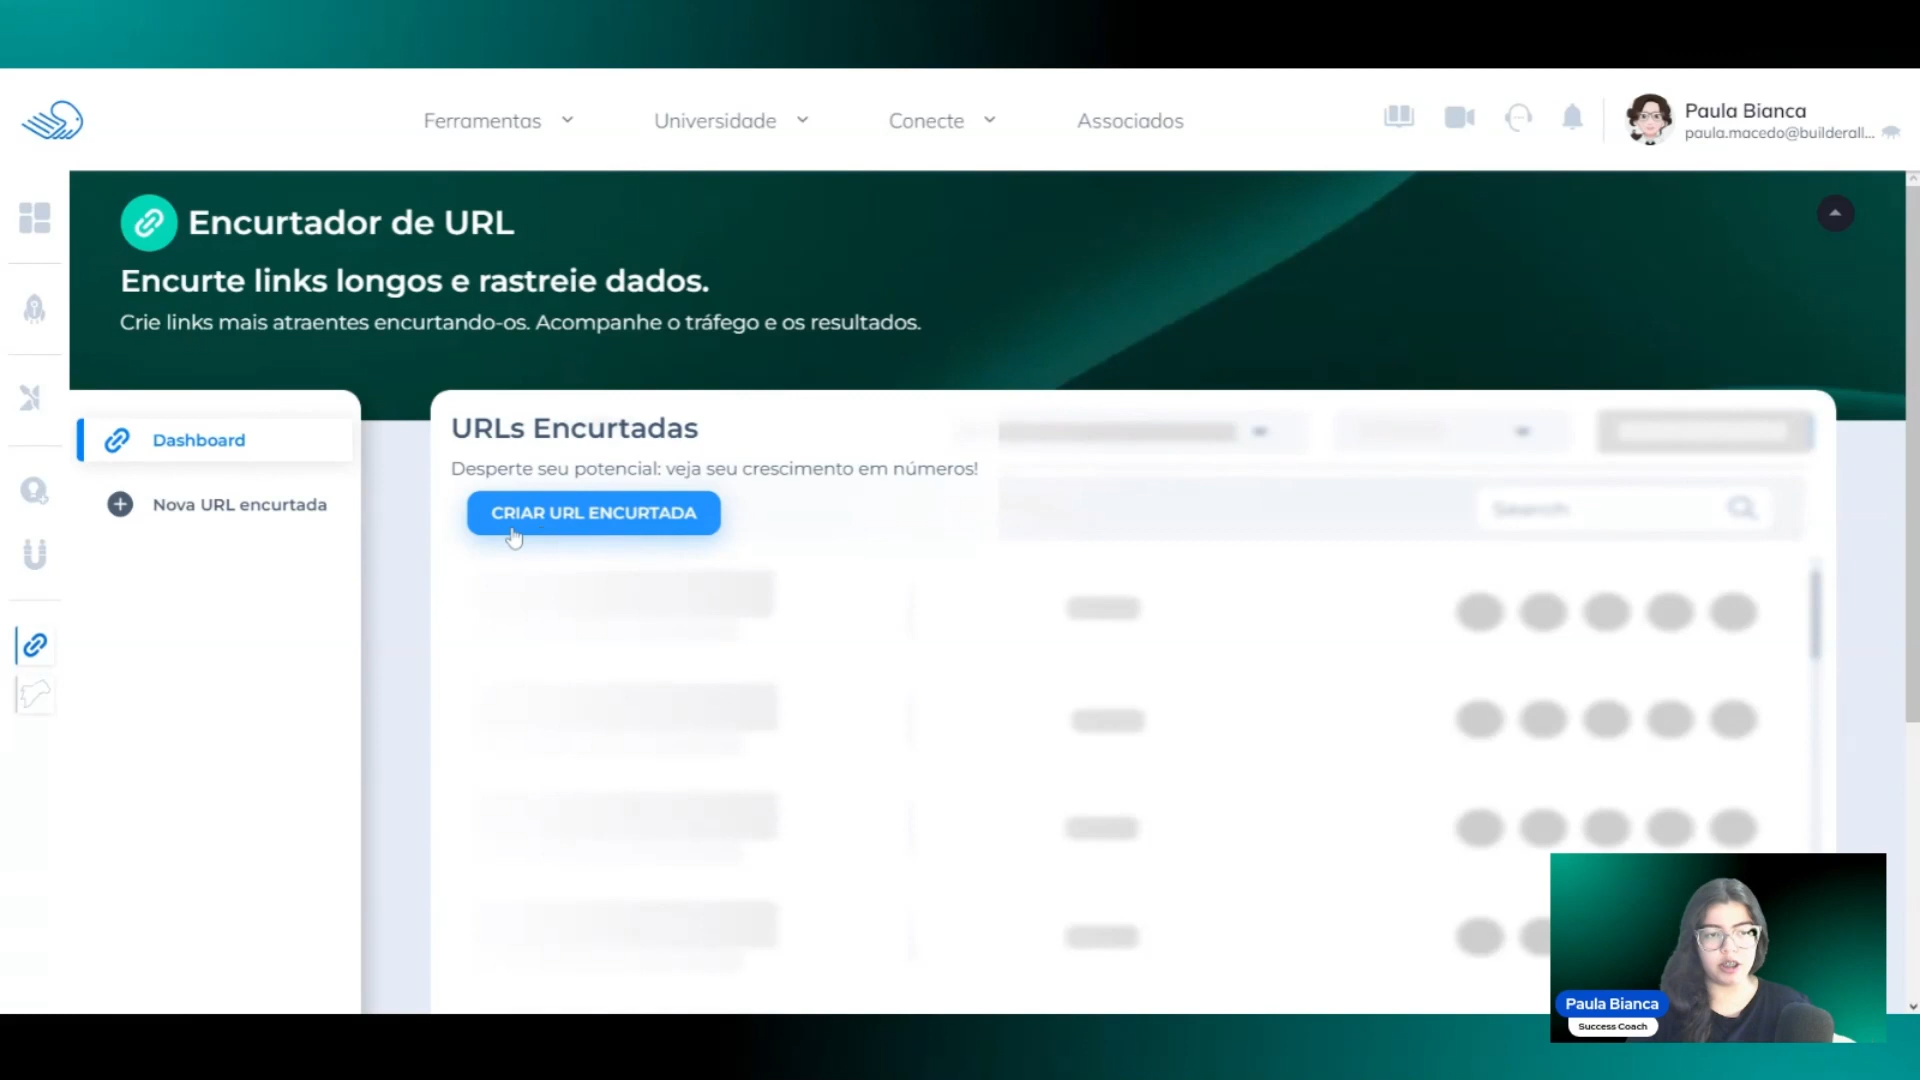 Ferramentas
Universidade
Conecte
Associados
Paula Bianca
paula.macedo@builderall...
Encurtador de URL
Encurte links longos e rastreie dados.
Crie links mais atraentes encurtando-os. Acompanhe o tráfego e os resultados.
Dashboard
Nova URL encurtada
URLs Encurtadas
Desperte seu potencial: veja seu crescimento em números!
CRIAR URL ENCURTADA
Search
Paula Bianca
Success Coach